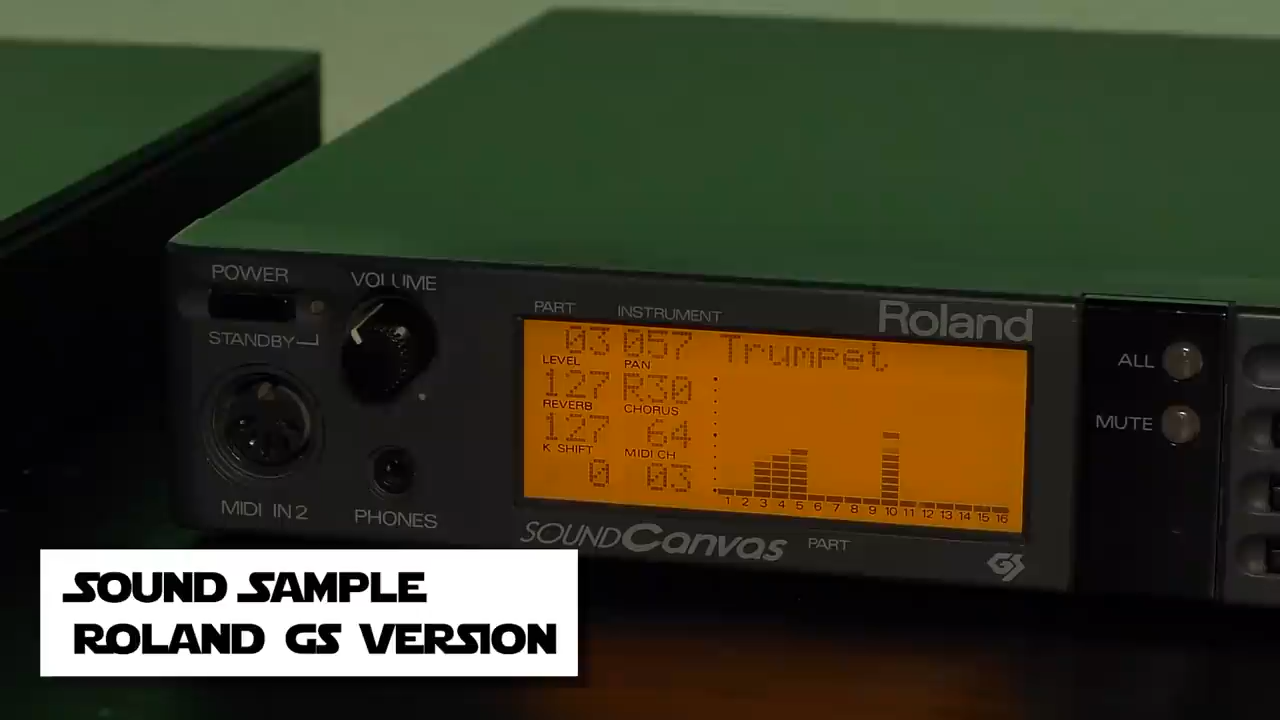 POWER
VOLUME
STANDBY
MIDI IN 2
PHONES
PART INSTRUMENT
Roland
03 057 Trumpet
LEVEL PAN
127 R30
REVERB CHORUS
127 64
K SHIFT MIDI CH
0 03
1 2 3 4 5 6 7 8 9 10 11 12 13 14 15 16
SOUND Canvas PART
GS
ALL
MUTE
SOUND SAMPLE
ROLAND GS VERSION